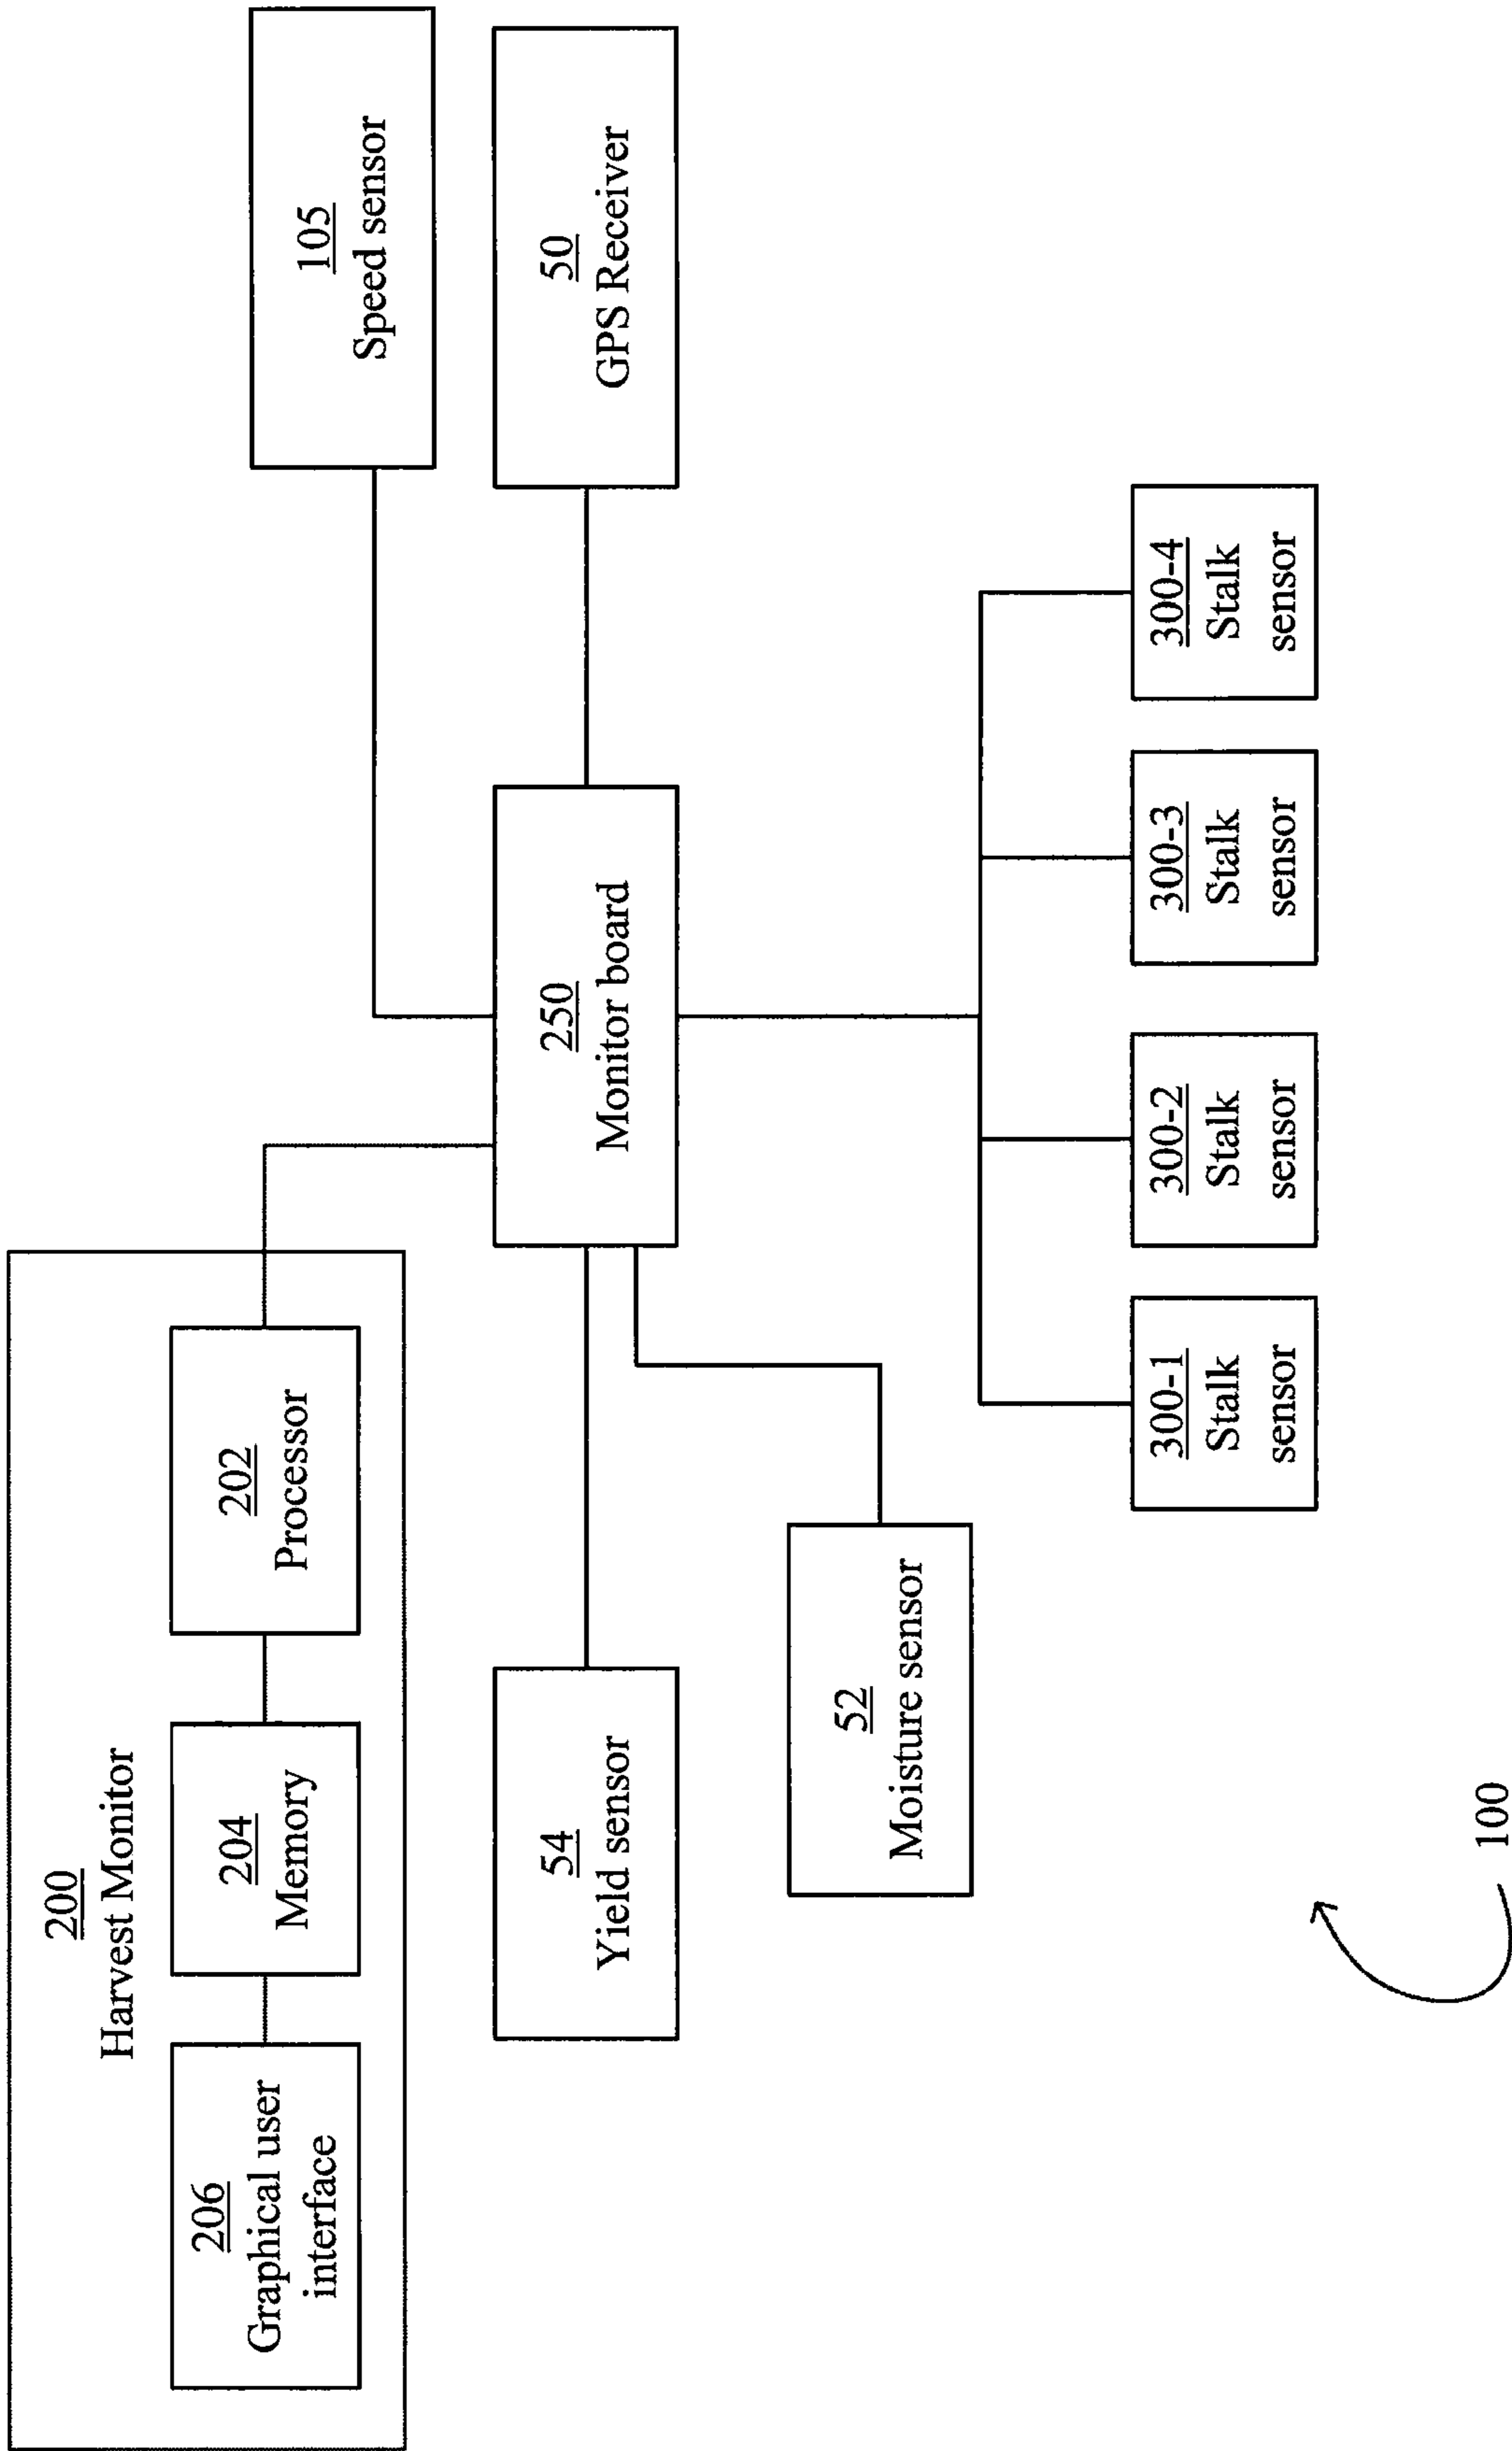 200
Harvest Monitor
206
Graphical user
interface
204
Memory
202
Processor
105
Speed sensor
54
Yield sensor
250
Monitor board
50
GPS Receiver
52
Moisture sensor
300-1
Stalk
sensor
300-2
Stalk
sensor
300-3
Stalk
sensor
300-4
Stalk
sensor
100